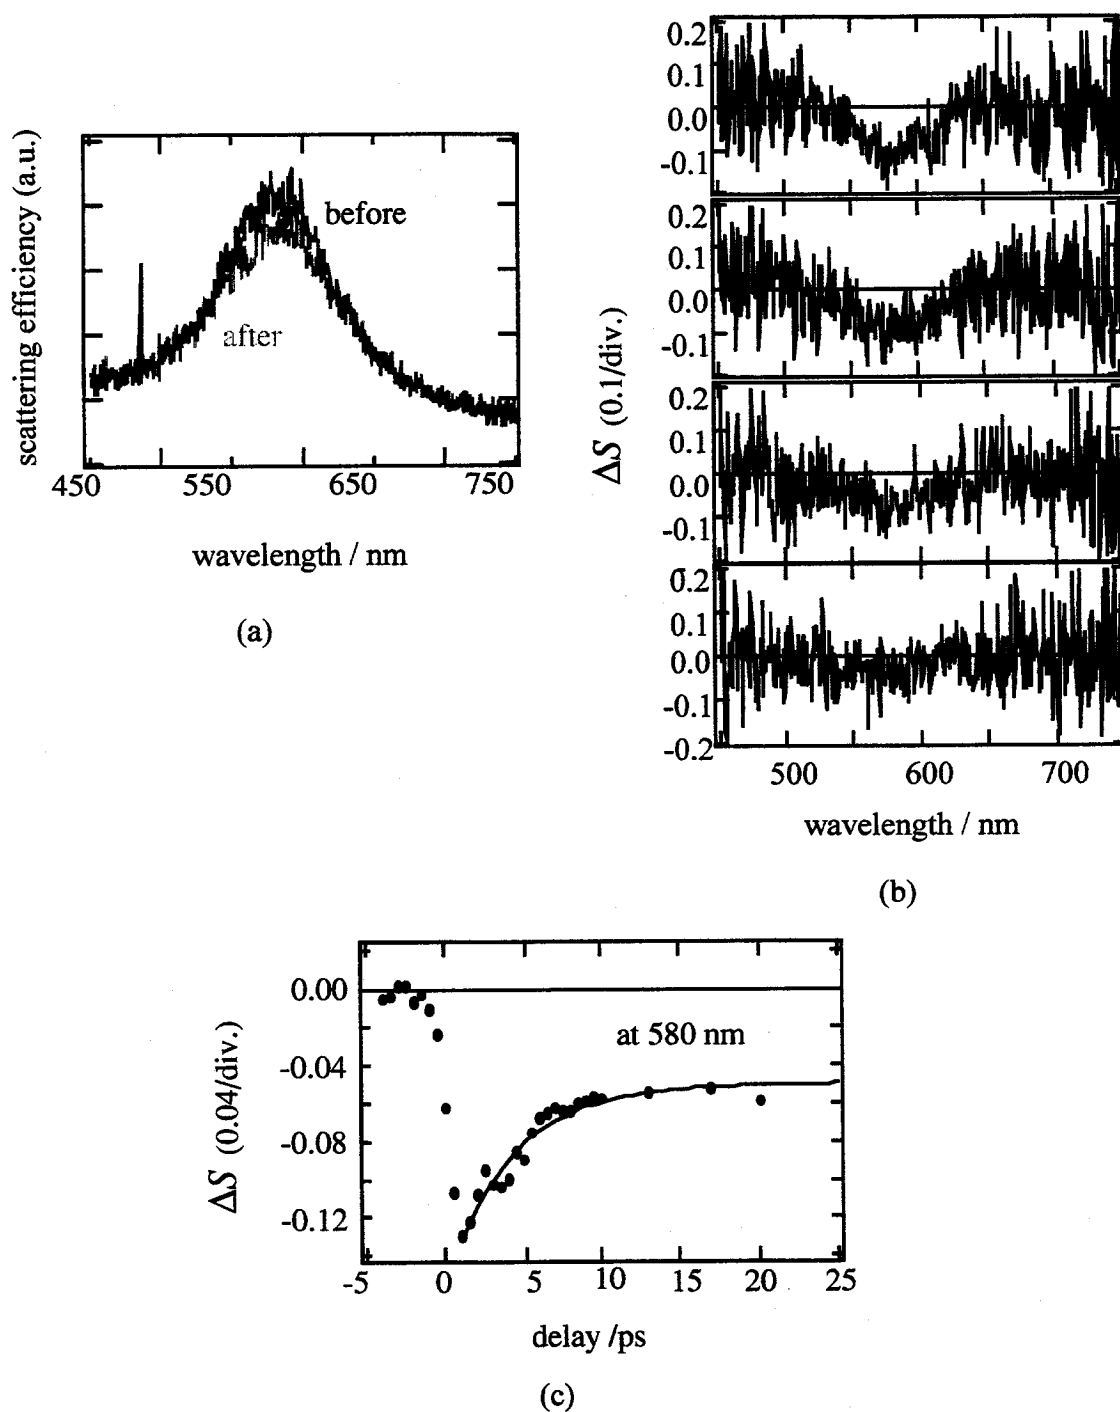 scattering efficiency (a.u.)
before
after
450 550 650 750
wavelength / nm
(a)
ΔS (0.1/div.)
0.2
0.1
0.0
-0.1
0.2
0.1
0.0
-0.1
0.2
0.1
0.0
-0.1
0.2
0.1
0.0
-0.1
-0.2
500 600 700
wavelength / nm
(b)
ΔS (0.04/div.)
0.00
-0.04
-0.08
-0.12
at 580 nm
-5 0 5 10 15 20 25
delay /ps
(c)